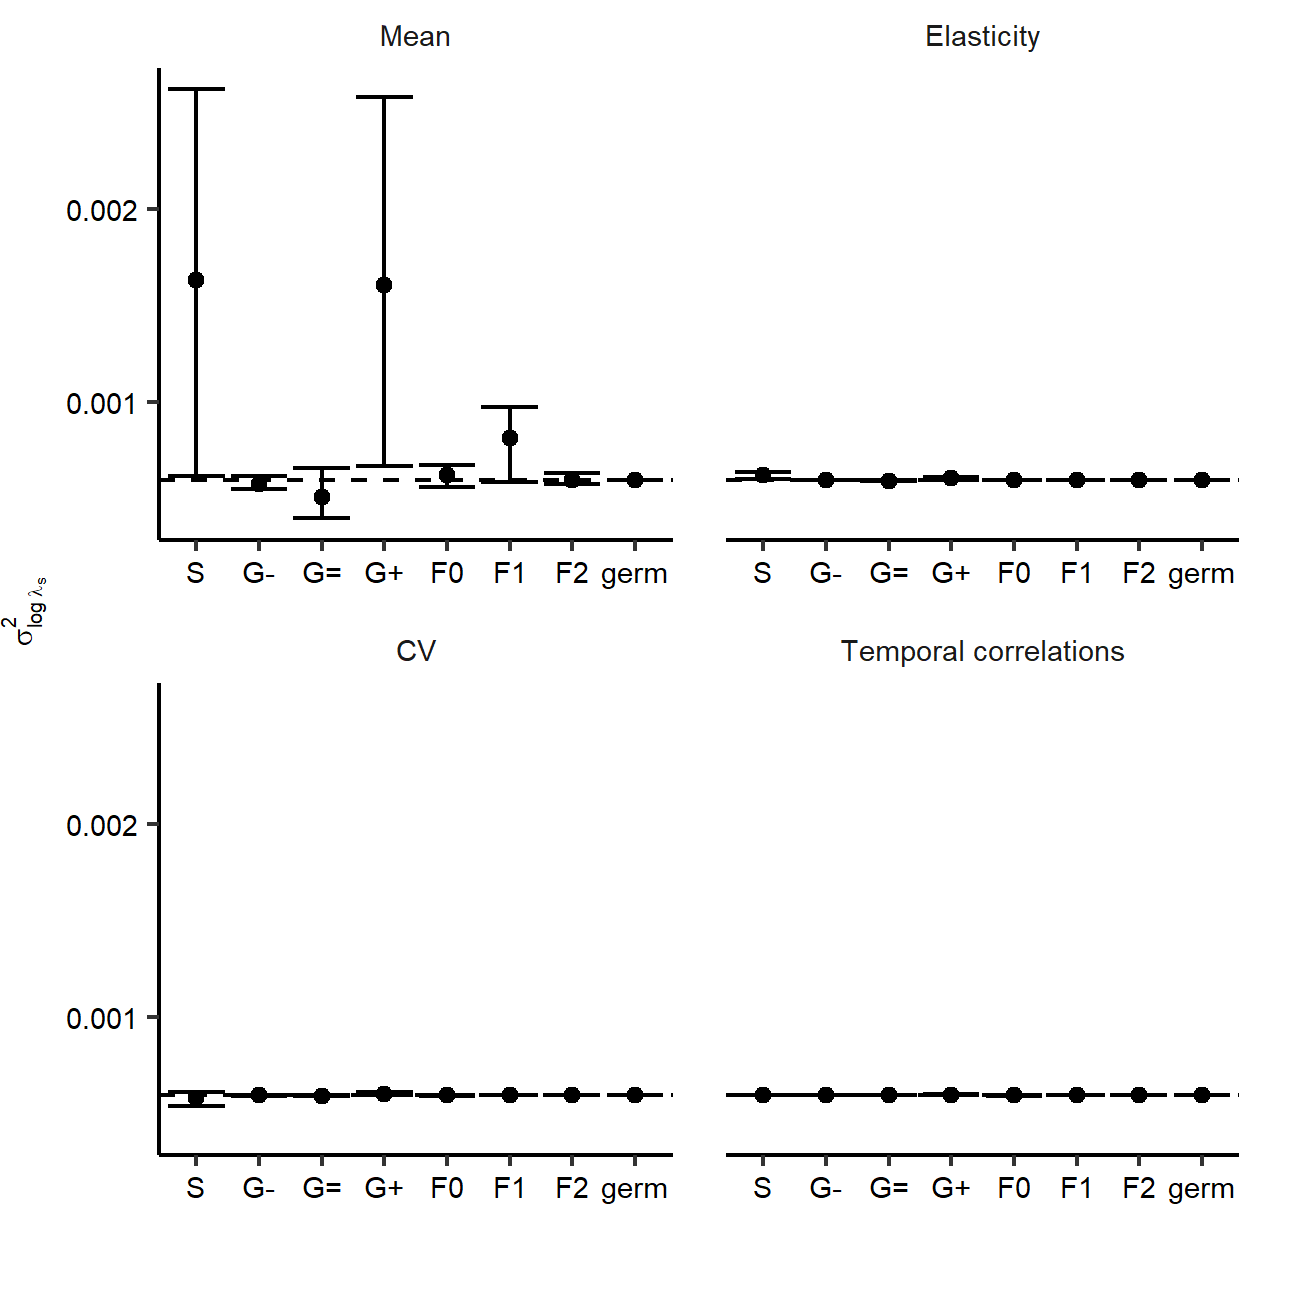 Mean
Elasticity
0.002
0.001
S G- G= G+ F0 F1 F2 germ
S G- G= G+ F0 F1 F2 germ
σ²log λs
CV
Temporal correlations
0.002
0.001
S G- G= G+ F0 F1 F2 germ
S G- G= G+ F0 F1 F2 germ